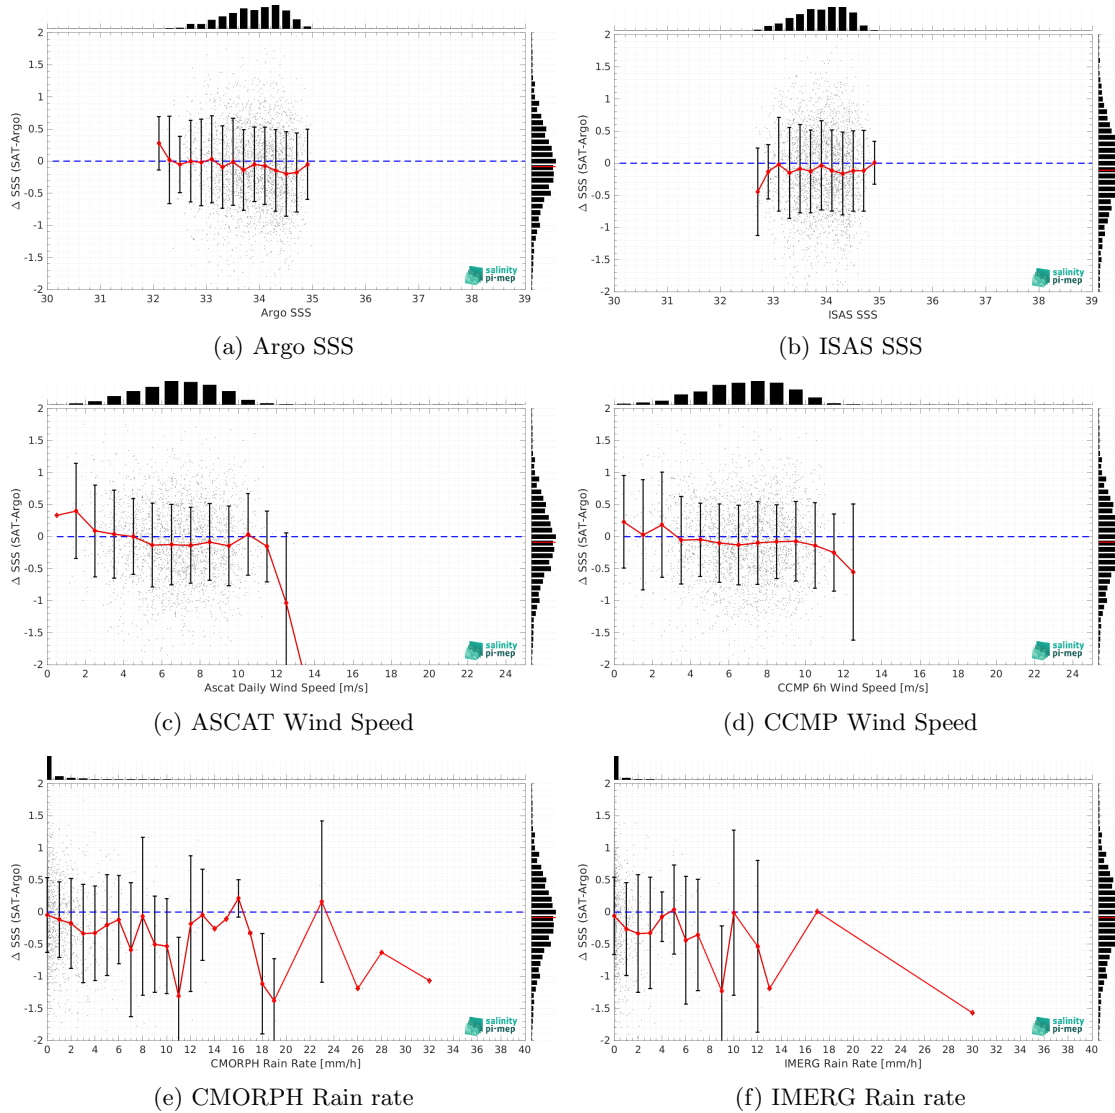 2
1.5
1
0.5
0
-0.5
-1
-1.5
-2
Δ SSS (SAT-Argo)
30 31 32 33 34 35 36 37 38 39
Argo SSS
salinity
pi-mep
(a) Argo SSS
2
1.5
1
0.5
0
-0.5
-1
-1.5
-2
Δ SSS (SAT-Argo)
30 31 32 33 34 35 36 37 38 39
ISAS SSS
salinity
pi-mep
(b) ISAS SSS
2
1.5
1
0.5
0
-0.5
-1
-1.5
-2
Δ SSS (SAT-Argo)
0 2 4 6 8 10 12 14 16 18 20 22 24
Ascat Daily Wind Speed [m/s]
salinity
pi-mep
(c) ASCAT Wind Speed
2
1.5
1
0.5
0
-0.5
-1
-1.5
-2
Δ SSS (SAT-Argo)
0 2 4 6 8 10 12 14 16 18 20 22 24
CCMP 6h Wind Speed [m/s]
salinity
pi-mep
(d) CCMP Wind Speed
2
1.5
1
0.5
0
-0.5
-1
-1.5
-2
Δ SSS (SAT-Argo)
0 2 4 6 8 10 12 14 16 18 20 22 24 26 28 30 32 34 36 38 40
CMORPH Rain Rate [mm/h]
salinity
pi-mep
(e) CMORPH Rain rate
2
1.5
1
0.5
0
-0.5
-1
-1.5
-2
Δ SSS (SAT-Argo)
0 2 4 6 8 10 12 14 16 18 20 22 24 26 28 30 32 34 36 38 40
IMERG Rain Rate [mm/h]
salinity
pi-mep
(f) IMERG Rain rate